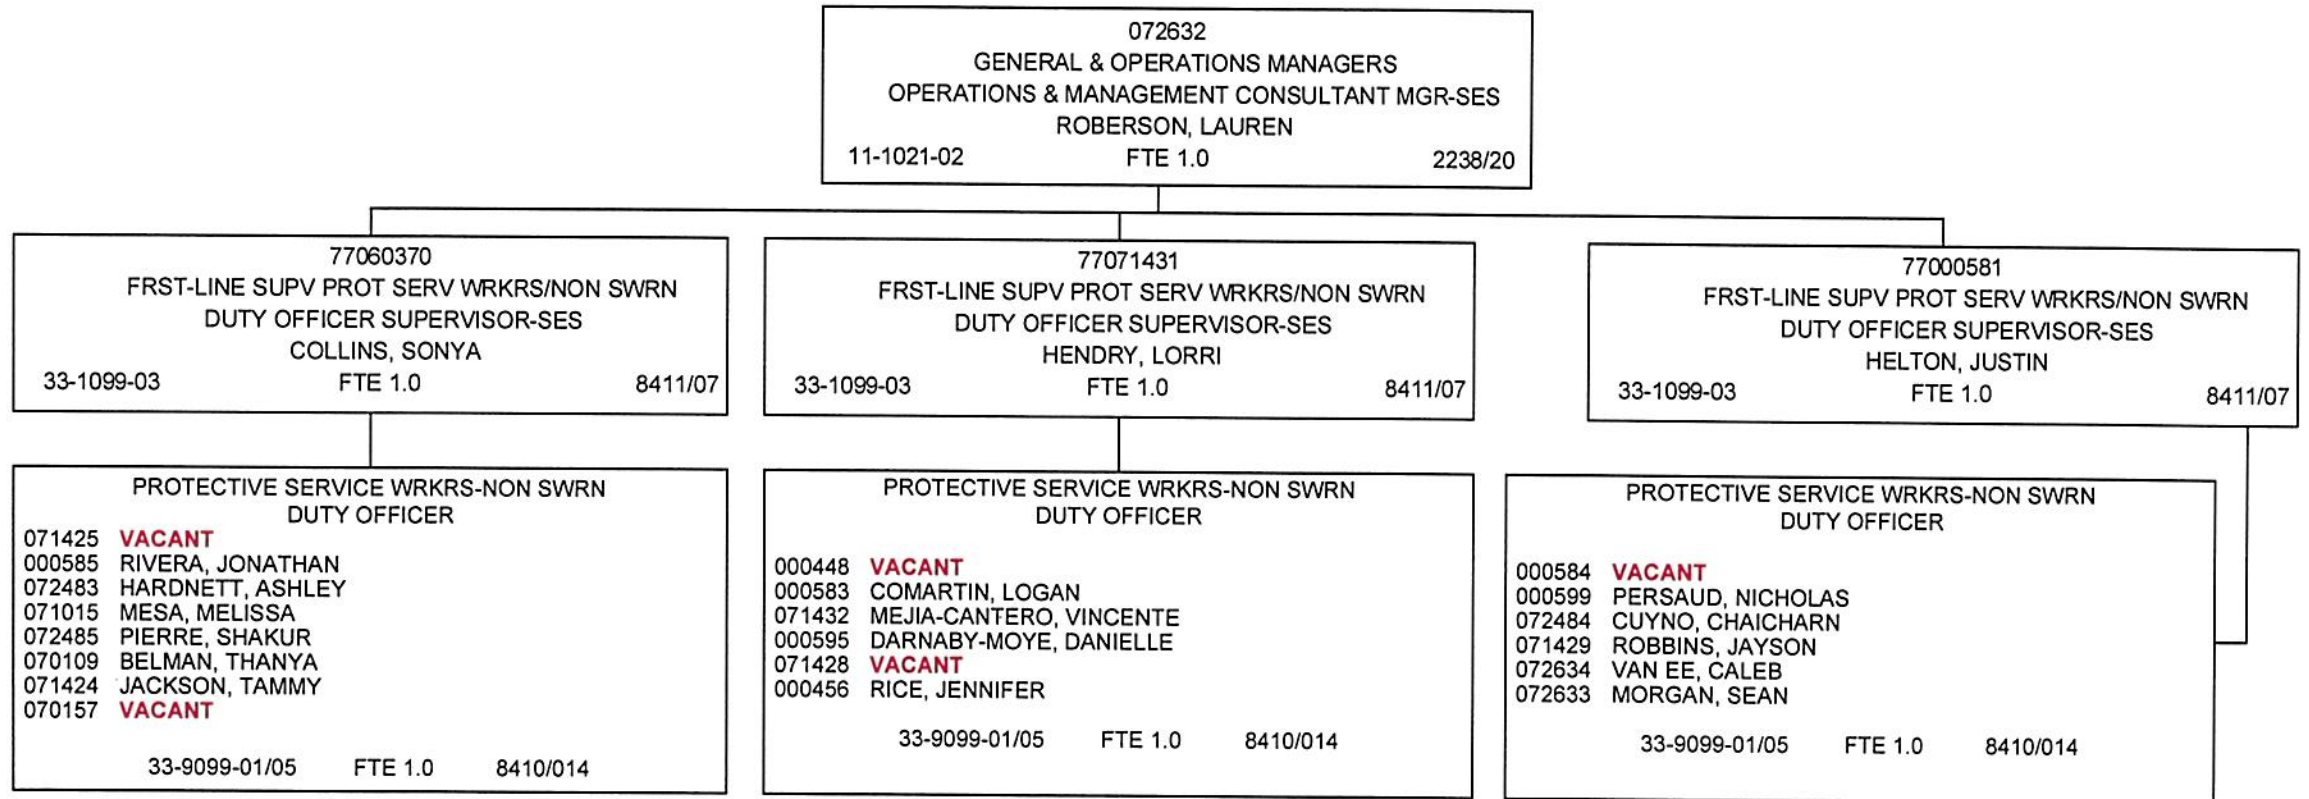 072632
GENERAL & OPERATIONS MANAGERS
OPERATIONS & MANAGEMENT CONSULTANT MGR-SES
ROBERSON, LAUREN
11-1021-02 FTE 1.0 2238/20
77060370
FRST-LINE SUPV PROT SERV WRKRS/NON SWRN
DUTY OFFICER SUPERVISOR-SES
COLLINS, SONYA
33-1099-03 FTE 1.0 8411/07
77071431
FRST-LINE SUPV PROT SERV WRKRS/NON SWRN
DUTY OFFICER SUPERVISOR-SES
HENDRY, LORRI
33-1099-03 FTE 1.0 8411/07
77000581
FRST-LINE SUPV PROT SERV WRKRS/NON SWRN
DUTY OFFICER SUPERVISOR-SES
HELTON, JUSTIN
33-1099-03 FTE 1.0 8411/07
PROTECTIVE SERVICE WRKRS-NON SWRN
DUTY OFFICER
071425 VACANT
000585 RIVERA, JONATHAN
072483 HARDNETT, ASHLEY
071015 MESA, MELISSA
072485 PIERRE, SHAKUR
070109 BELMAN, THANYA
071424 JACKSON, TAMMY
070157 VACANT
33-9099-01/05 FTE 1.0 8410/014
PROTECTIVE SERVICE WRKRS-NON SWRN
DUTY OFFICER
000448 VACANT
000583 COMARTIN, LOGAN
071432 MEJIA-CANTERO, VINCENTE
000595 DARNABY-MOYE, DANIELLE
071428 VACANT
000456 RICE, JENNIFER
33-9099-01/05 FTE 1.0 8410/014
PROTECTIVE SERVICE WRKRS-NON SWRN
DUTY OFFICER
000584 VACANT
000599 PERSAUD, NICHOLAS
072484 CUYNO, CHAICHARN
071429 ROBBINS, JAYSON
072634 VAN EE, CALEB
072633 MORGAN, SEAN
33-9099-01/05 FTE 1.0 8410/014